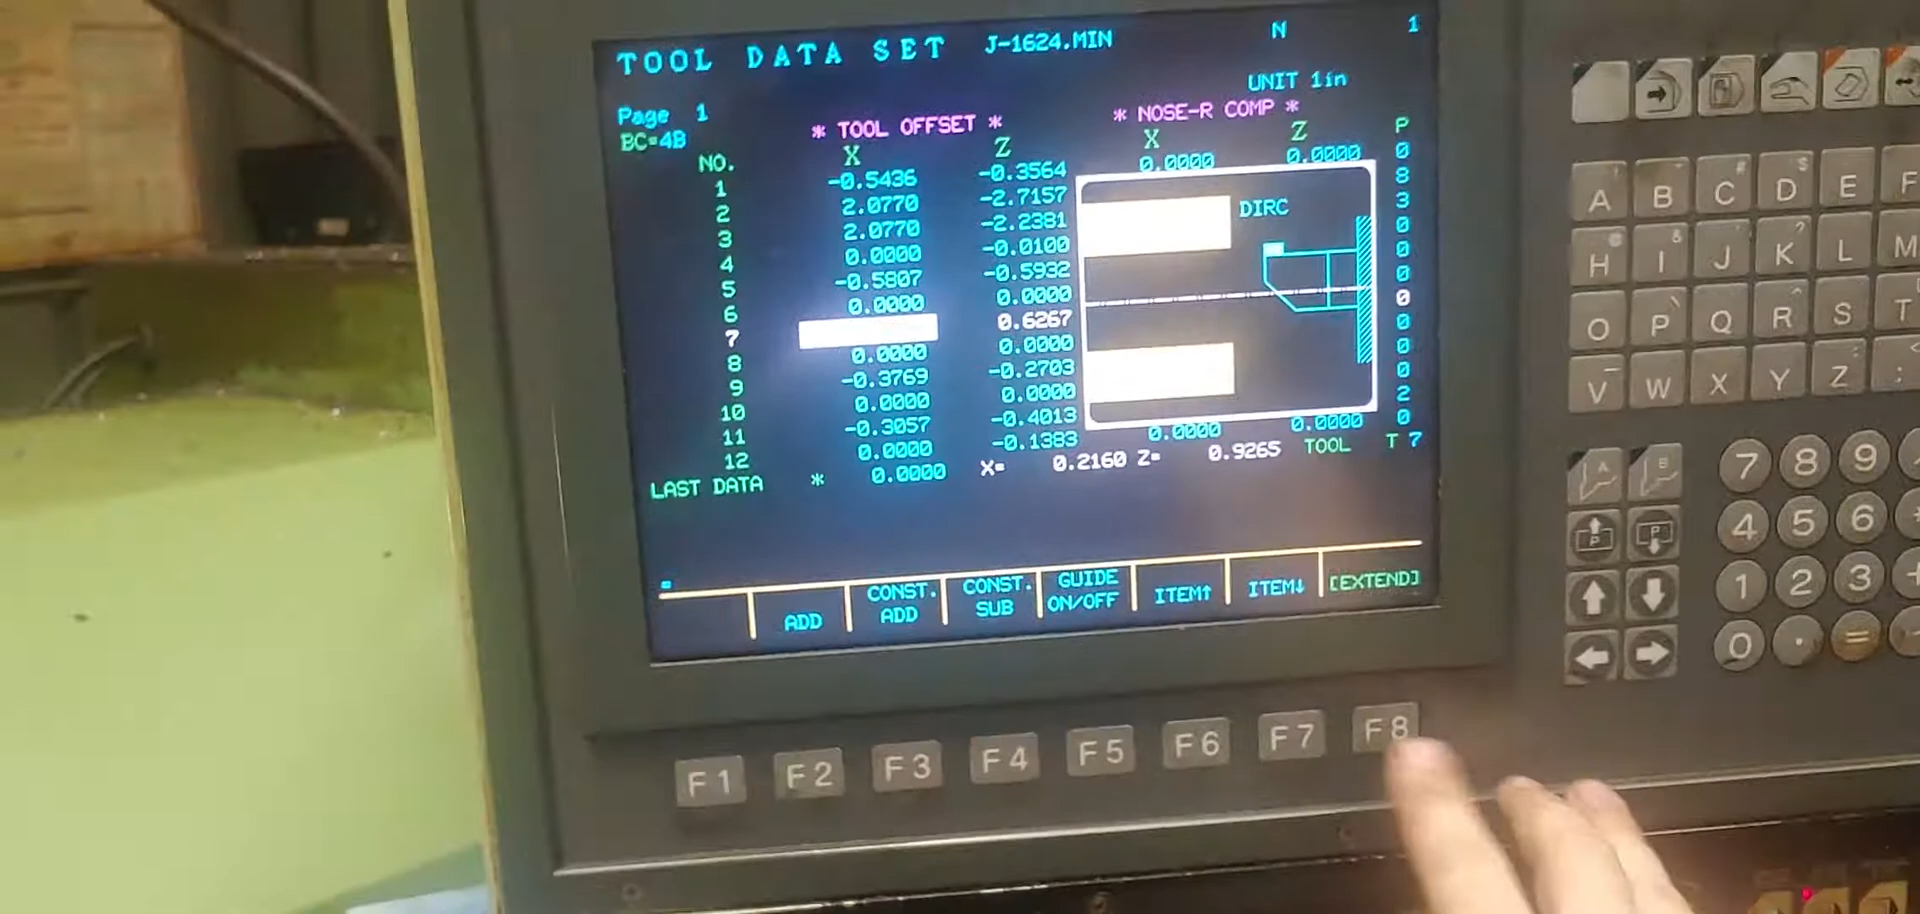 TOOL DATA SET J-1624.MIN N 1
UNIT 1in
Page 1
BC=4B
* TOOL OFFSET * * NOSE-R COMP *
NO. X Z X Z P
1 -0.5436 -0.3564 0.0000 0.0000 0
2 2.0770 -2.7157 8
3 2.0770 -2.2381 3
4 0.0000 -0.0100 0
5 -0.5807 -0.5932 0
6 0.0000 0.0000 0
7 0.6267 0
8 0.0000 0.0000 0
9 -0.3769 -0.2703 0
10 0.0000 0.0000 0
11 -0.3057 -0.4013 2
12 0.0000 -0.1383 0.0000 0.0000 0
DIRC
LAST DATA * 0.0000 X= 0.2160 Z= 0.9265 TOOL T 7
=
ADD
CONST. ADD
CONST. SUB
GUIDE ON/OFF
ITEM↑
ITEM↓
[EXTEND]
F1 F2 F3 F4 F5 F6 F7 F8
A B C D E F
H I J K L M
O P Q R S T
V W X Y Z ;
7 8 9
4 5 6
1 2 3 +
0 . = -